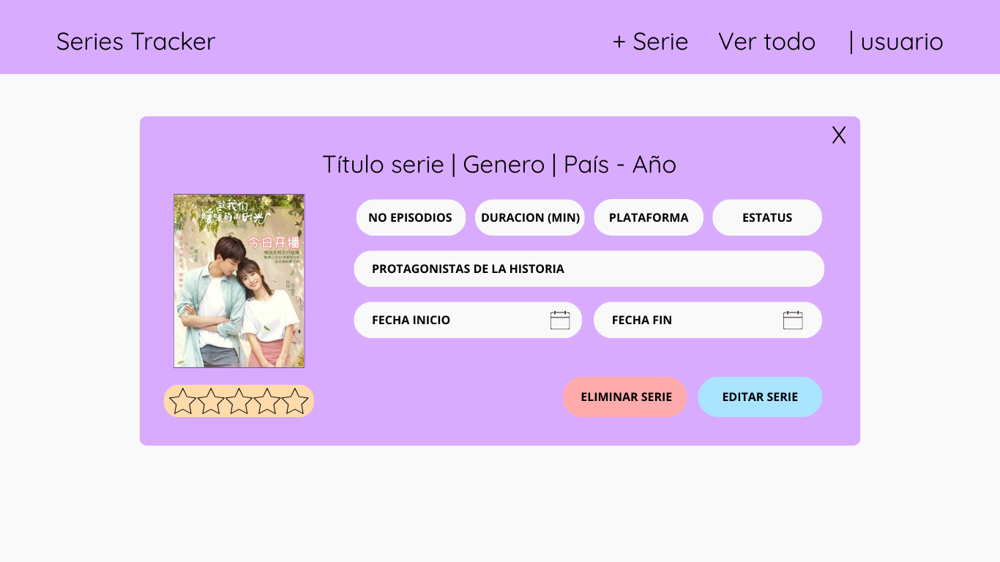 Series Tracker
+ Serie
Ver todo
| usuario
X
Título serie | Genero | País - Año
致我们
暖暖的小时光
今日开播
NO EPISODIOS
DURACION (MIN)
PLATAFORMA
ESTATUS
PROTAGONISTAS DE LA HISTORIA
FECHA INICIO
FECHA FIN
ELIMINAR SERIE
EDITAR SERIE